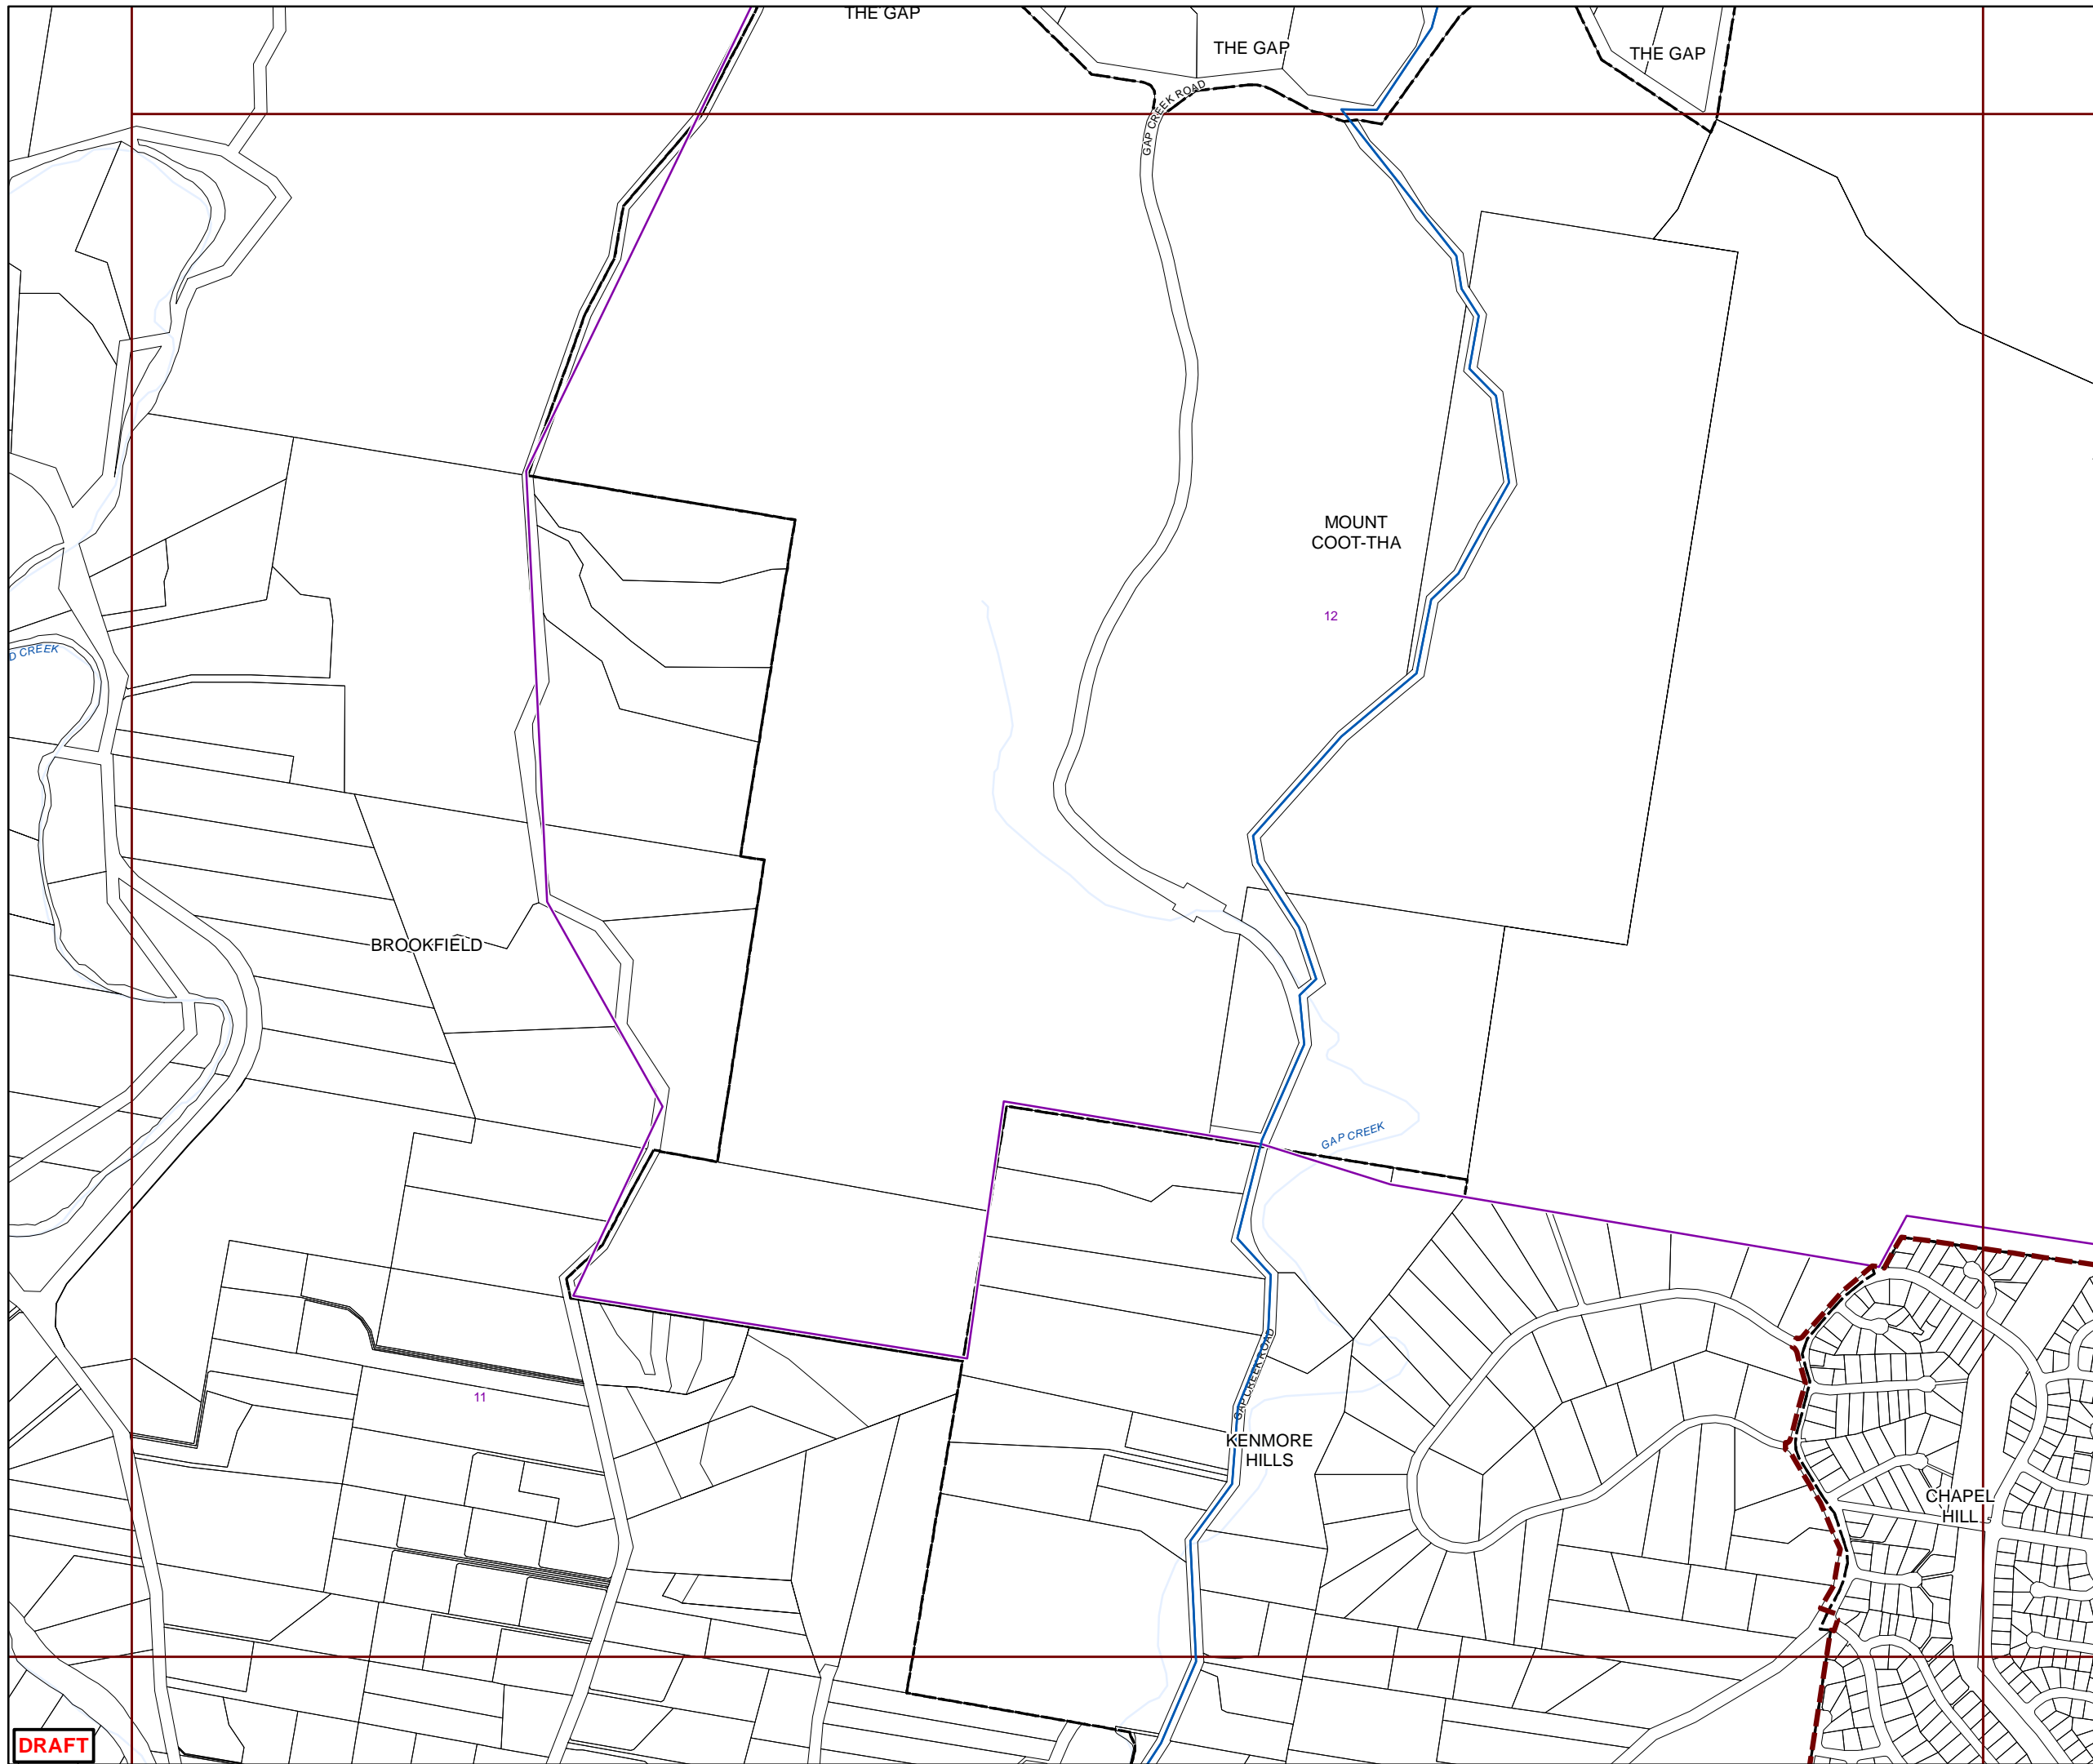 THE GAP
THE GAP
THE GAP
GAP CREEK ROAD
MOUNT
COOT-THA
12
D CREEK
BROOKFIELD
GAP CREEK
GAP CREEK ROAD
11
KENMORE
HILLS
CHAPEL
HILL
DRAFT